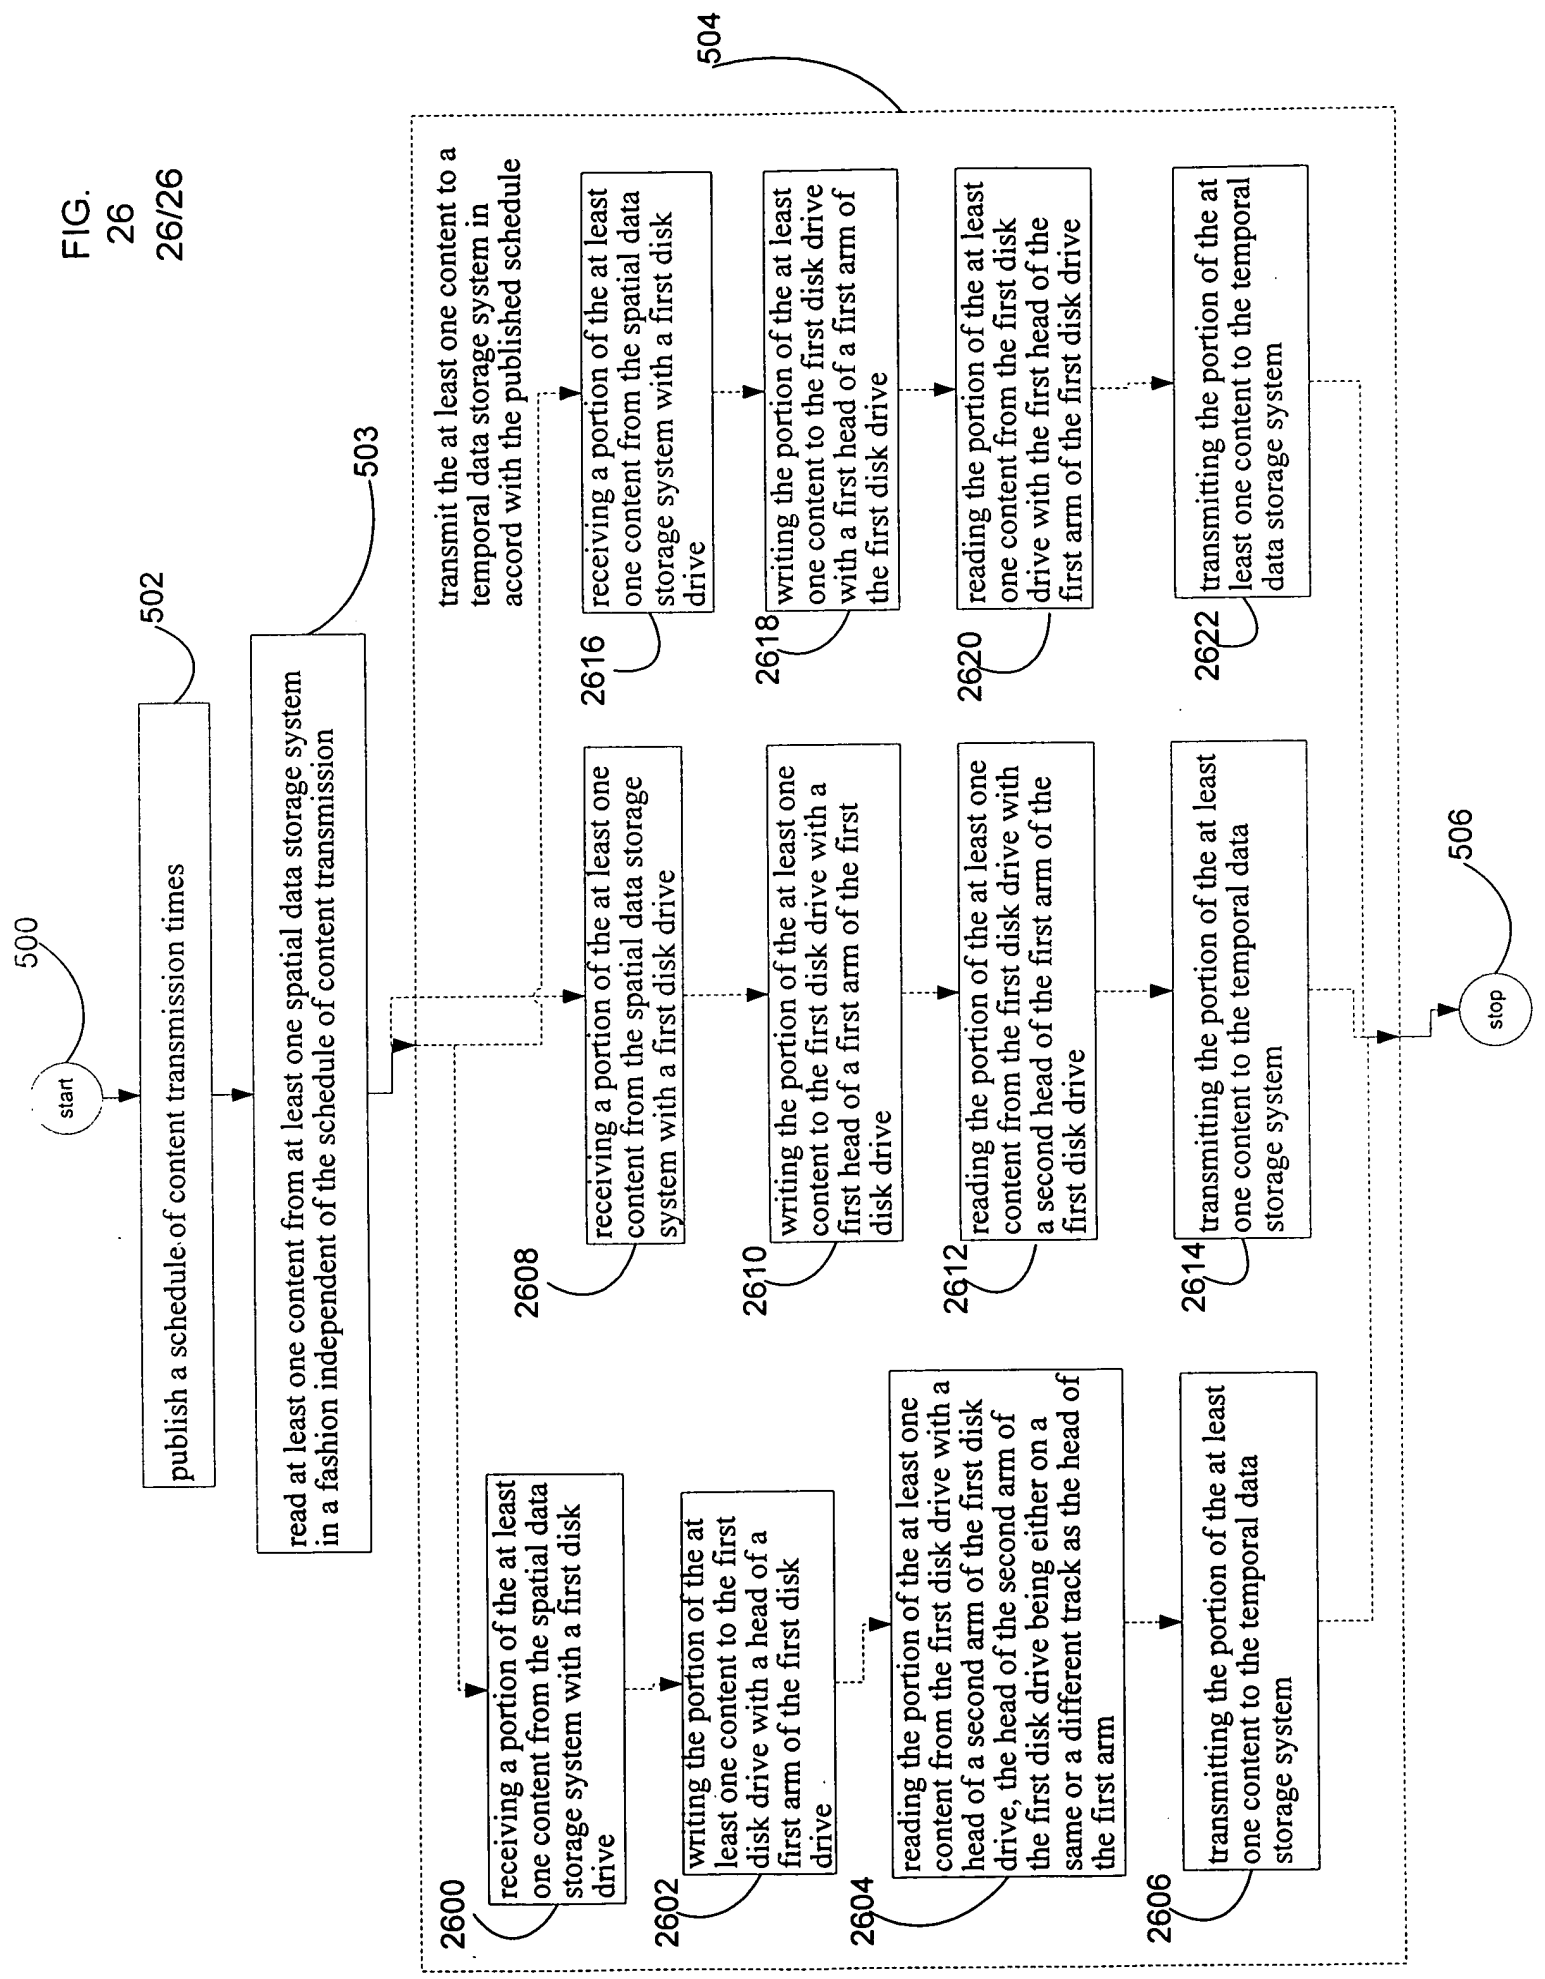 FIG.
26
26/26
500
start
502
publish a schedule of content transmission times
503
read at least one content from at least one spatial data storage system
in a fashion independent of the schedule of content transmission
504
transmit the at least one content to a
temporal data storage system in
accord with the published schedule
2600
receiving a portion of the at least
one content from the spatial data
storage system with a first disk
drive
2602
writing the portion of the at
least one content to the first
disk drive with a head of a
first arm of the first disk
drive
2604
reading the portion of the at least one
content from the first disk drive with a
head of a second arm of the first disk
drive, the head of the second arm of
the first disk drive being either on a
same or a different track as the head of
the first arm
2606
transmitting the portion of the at least
one content to the temporal data
storage system
2608
receiving a portion of the at least one
content from the spatial data storage
system with a first disk drive
2610
writing the portion of the at least one
content to the first disk drive with a
first head of a first arm of the first
disk drive
2612
reading the portion of the at least one
content from the first disk drive with
a second head of the first arm of the
first disk drive
2614
transmitting the portion of the at least
one content to the temporal data
storage system
2616
receiving a portion of the at least
one content from the spatial data
storage system with a first disk
drive
2618
writing the portion of the at least
one content to the first disk drive
with a first head of a first arm of
the first disk drive
2620
reading the portion of the at least
one content from the first disk
drive with the first head of the
first arm of the first disk drive
2622
transmitting the portion of the at
least one content to the temporal
data storage system
506
stop